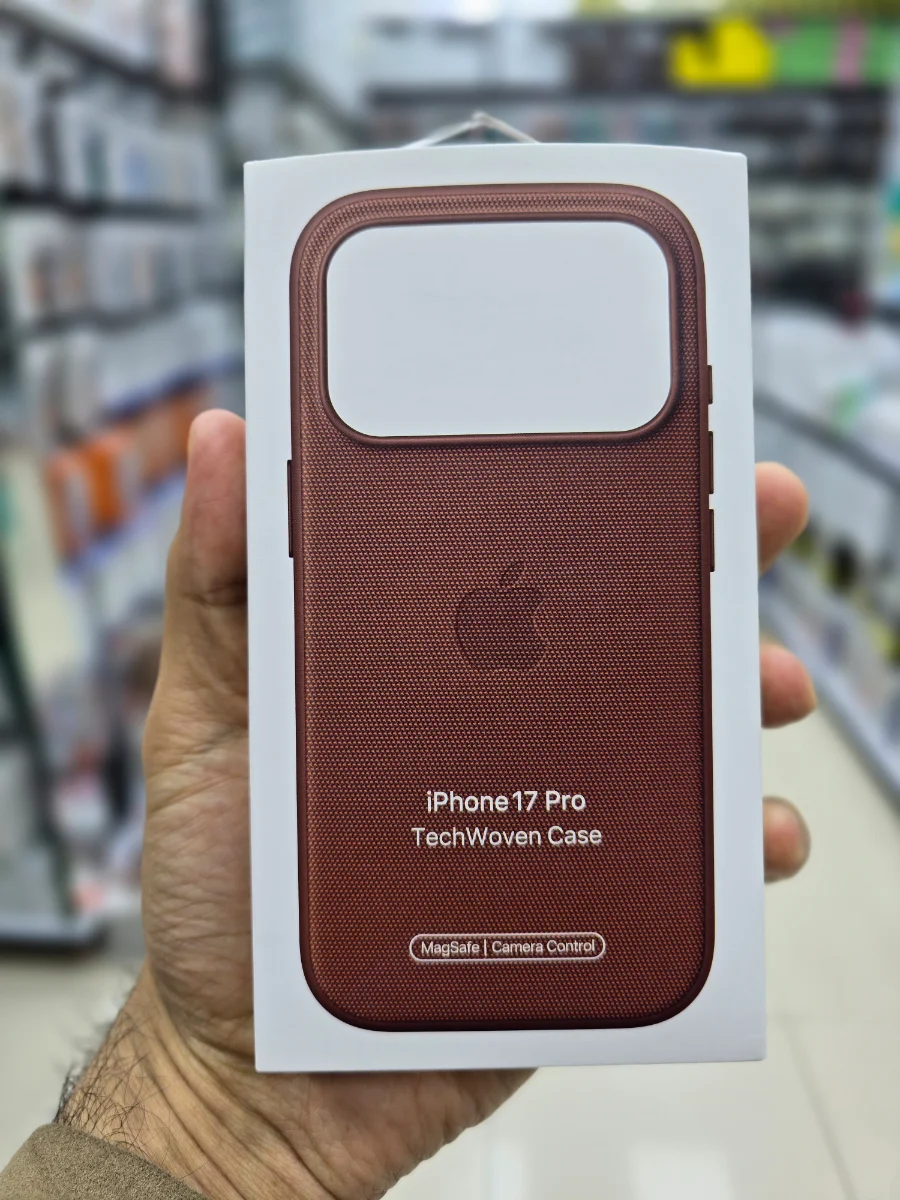 iPhone 17 Pro
TechWoven Case
MagSafe | Camera Control